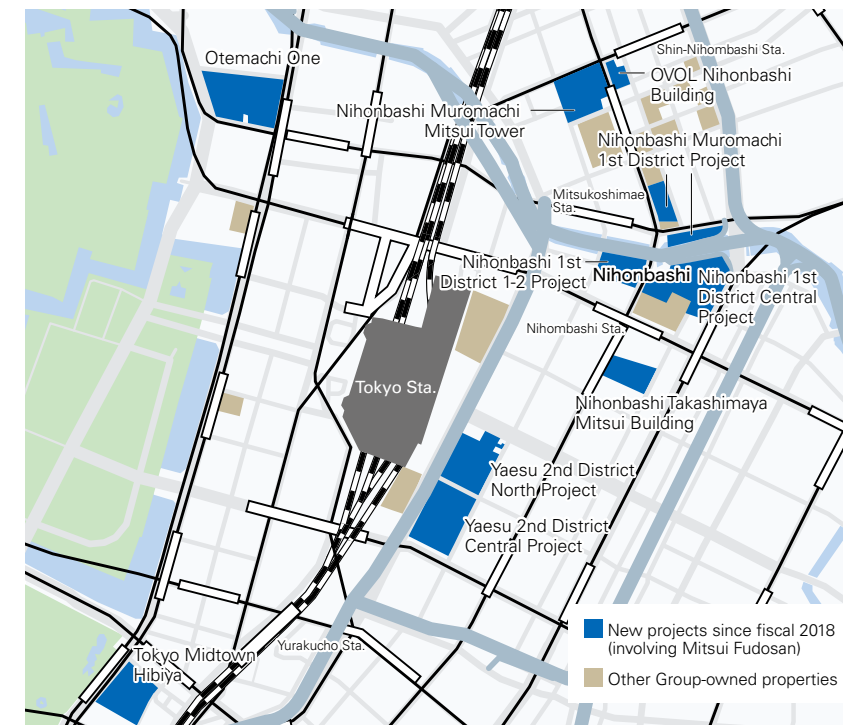 Otemachi One
Shin-Nihombashi Sta.
OVOL Nihonbashi
Building
Nihonbashi Muromachi
Mitsui Tower
Nihonbashi Muromachi
1st District Project
Mitsukoshimae
Sta.
Nihonbashi 1st
District 1-2 Project
Nihonbashi
Nihonbashi 1st
District Central
Project
Nihombashi Sta.
Tokyo Sta.
Nihonbashi Takashimaya
Mitsui Building
Yaesu 2nd District
North Project
Yaesu 2nd District
Central Project
Yurakucho Sta.
Tokyo Midtown
Hibiya
New projects since fiscal 2018
(involving Mitsui Fudosan)
Other Group-owned properties